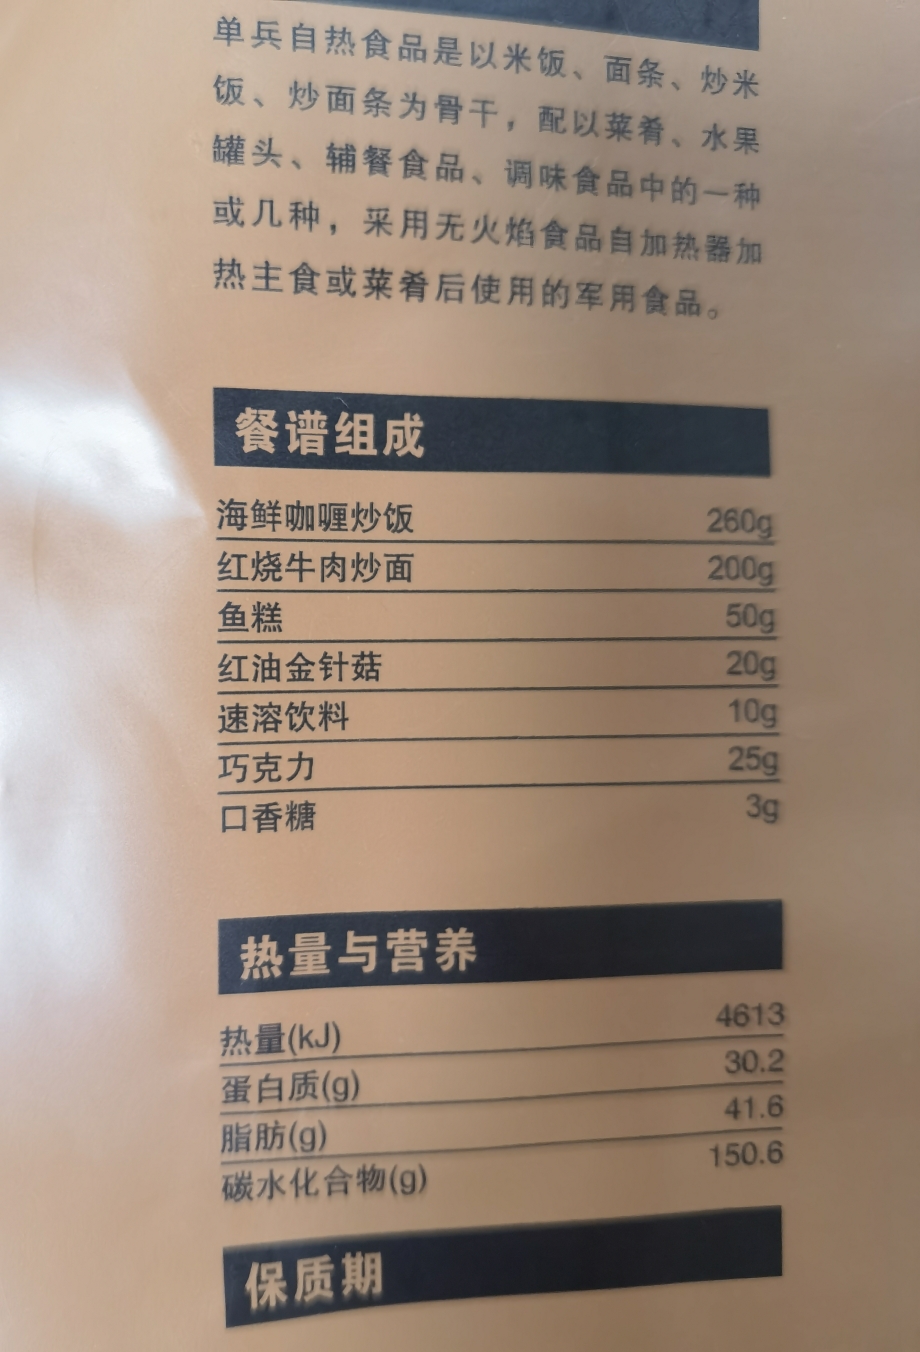 单兵自热食品是以米饭、面条、炒米
饭、炒面条为骨干，配以菜肴、水果
罐头、辅餐食品、调味食品中的一种
或几种，采用无火焰食品自加热器加
热主食或菜肴后使用的军用食品。
餐谱组成
海鲜咖喱炒饭 260g
红烧牛肉炒面 200g
鱼糕 50g
红油金针菇 20g
速溶饮料 10g
巧克力 25g
口香糖 3g
热量与营养
热量(kJ) 4613
蛋白质(g) 30.2
脂肪(g) 41.6
碳水化合物(g) 150.6
保质期